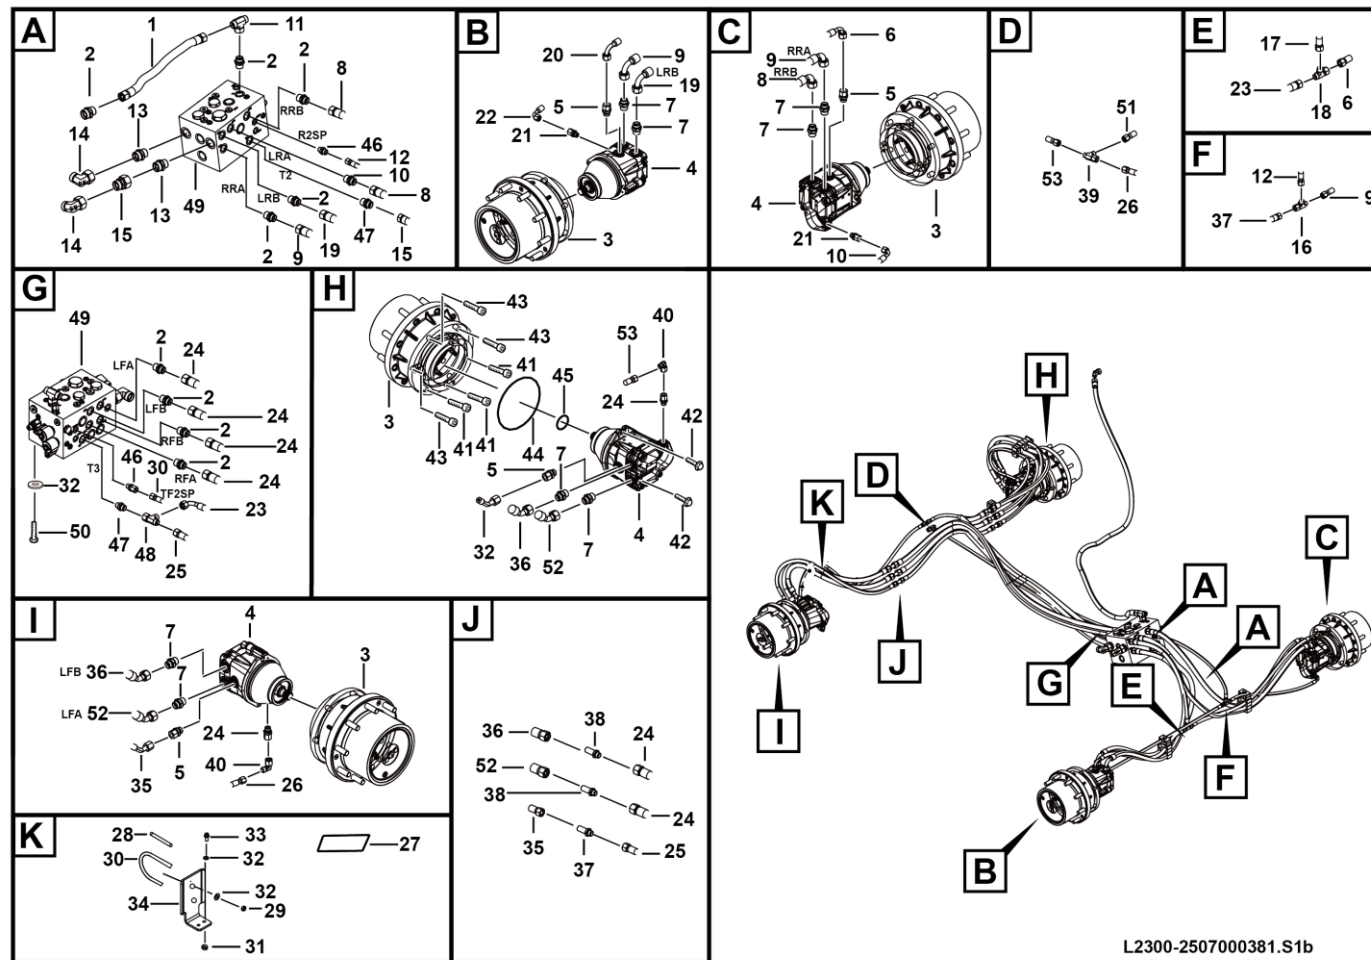 A
1
11
2
2
2
8
RRB
R2SP
46
12
13
14
LRA
T2
10
8
RRA
LRB
2
49
13
15
14
2
9
19
47
15
B
20
9
LRB
19
5
7
22
21
7
4
3
C
6
RRA
9
8
RRB
5
7
7
4
21
10
3
D
51
53
39
26
E
17
23
18
6
F
12
9
37
16
G
49
2
24
LFA
LFB
2
24
RFB
2
24
2
RFA
24
T3
46
30
TF2SP
23
32
50
47
48
25
H
43
43
41
3
43
41
41
44
45
53
40
24
42
5
7
32
36
52
7
4
42
I
4
7
3
LFB 36
7
LFA 52
35
5
24
40
26
J
36
38
24
52
38
24
35
37
25
K
28
33
27
30
32
32
34
29
31
H
D
K
C
A
J
A
G
E
I
F
B
L2300-2507000381.S1b